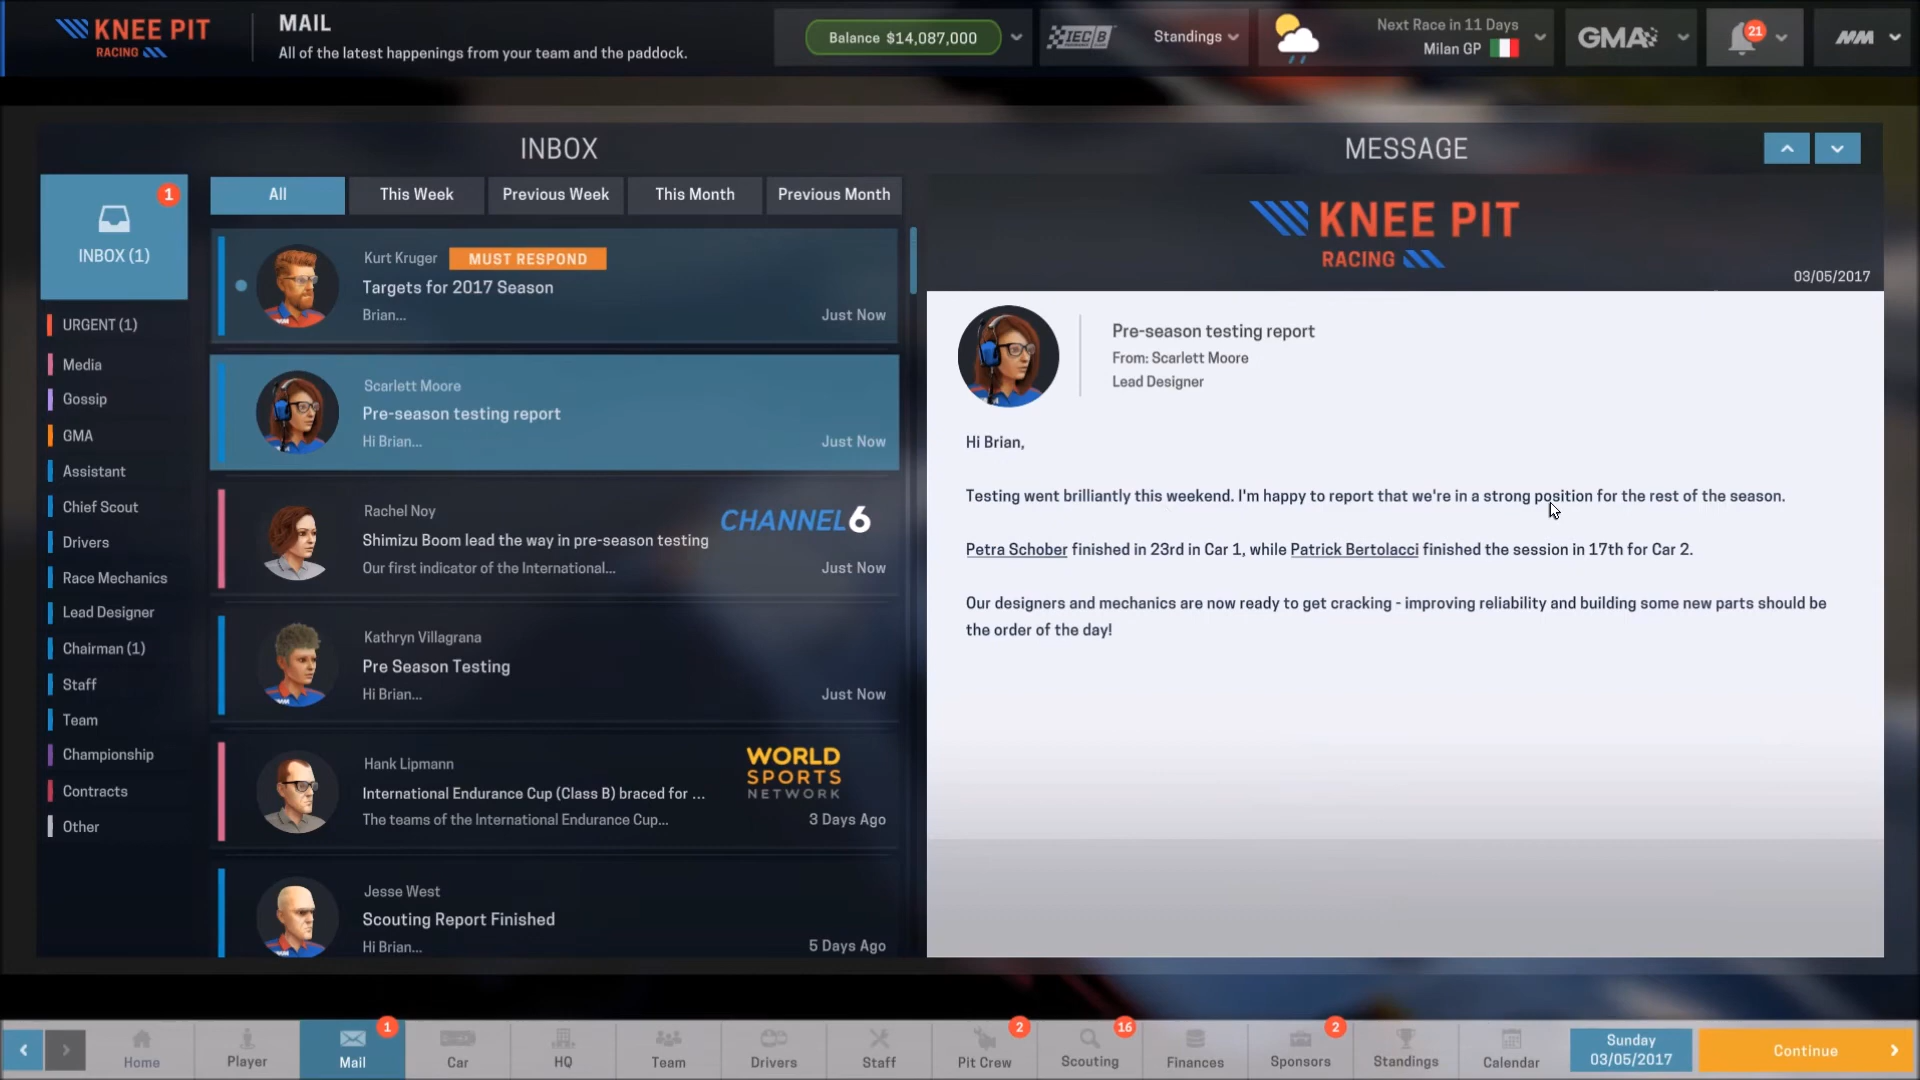 KNEE PIT
RACING
MAIL
All of the latest happenings from your team and the paddock.
Balance $14,087,000
IEC B
Standings
Next Race in 11 Days
Milan GP
GMA
21
INBOX
MESSAGE
1
INBOX (1)
URGENT (1)
Media
Gossip
GMA
Assistant
Chief Scout
Drivers
Race Mechanics
Lead Designer
Chairman (1)
Staff
Team
Championship
Contracts
Other
All
This Week
Previous Week
This Month
Previous Month
Kurt Kruger
MUST RESPOND
Targets for 2017 Season
Brian...
Just Now
Scarlett Moore
Pre-season testing report
Hi Brian...
Just Now
Rachel Noy
CHANNEL6
Shimizu Boom lead the way in pre-season testing
Our first indicator of the International...
Just Now
Kathryn Villagrana
Pre Season Testing
Hi Brian...
Just Now
Hank Lipmann
WORLD
SPORTS
NETWORK
International Endurance Cup (Class B) braced for ...
The teams of the International Endurance Cup...
3 Days Ago
Jesse West
Scouting Report Finished
Hi Brian...
5 Days Ago
KNEE PIT
RACING
03/05/2017
Pre-season testing report
From: Scarlett Moore
Lead Designer
Hi Brian,
Testing went brilliantly this weekend. I'm happy to report that we're in a strong position for the rest of the season.
Petra Schober finished in 23rd in Car 1, while Patrick Bertolacci finished the session in 17th for Car 2.
Our designers and mechanics are now ready to get cracking - improving reliability and building some new parts should be
the order of the day!
Home
Player
1
Mail
Car
HQ
Team
Drivers
Staff
2
Pit Crew
16
Scouting
Finances
2
Sponsors
Standings
Calendar
Sunday
03/05/2017
Continue